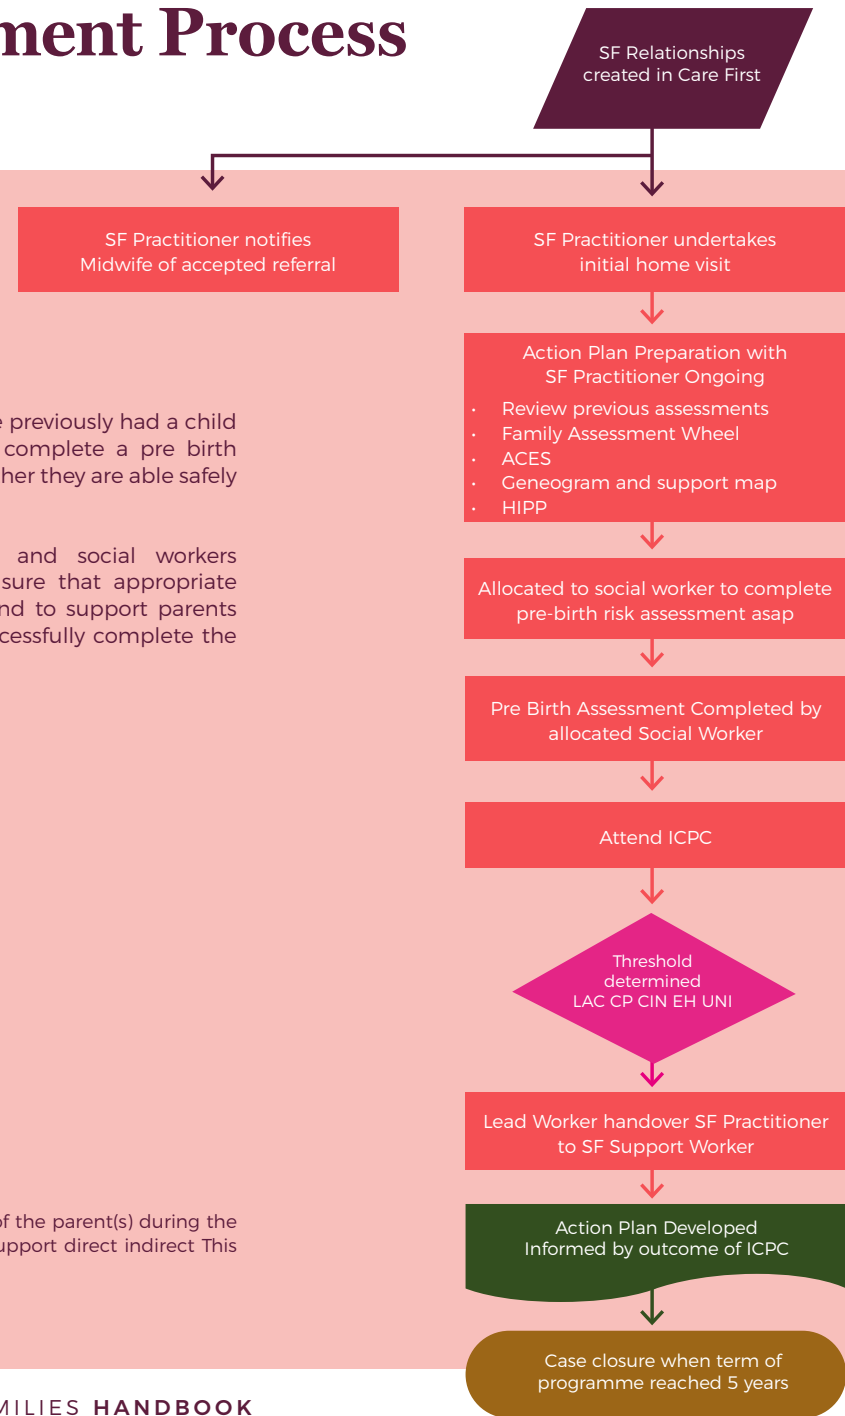 ment Process
SF Relationships
created in Care First
SF Practitioner notifies
Midwife of accepted referral
SF Practitioner undertakes
initial home visit
Action Plan Preparation with
SF Practitioner Ongoing
• Review previous assessments
• Family Assessment Wheel
• ACES
• Geneogram and support map
• HIPP
e previously had a child
complete a pre birth
her they are able safely
and social workers
sure that appropriate
nd to support parents
ccessfully complete the
Allocated to social worker to complete
pre-birth risk assessment asap
Pre Birth Assessment Completed by
allocated Social Worker
Attend ICPC
Threshold
determined
LAC CP CIN EH UNI
Lead Worker handover SF Practitioner
to SF Support Worker
of the parent(s) during the
upport direct indirect This
Action Plan Developed
Informed by outcome of ICPC
Case closure when term of
programme reached 5 years
MILIES HANDBOOK